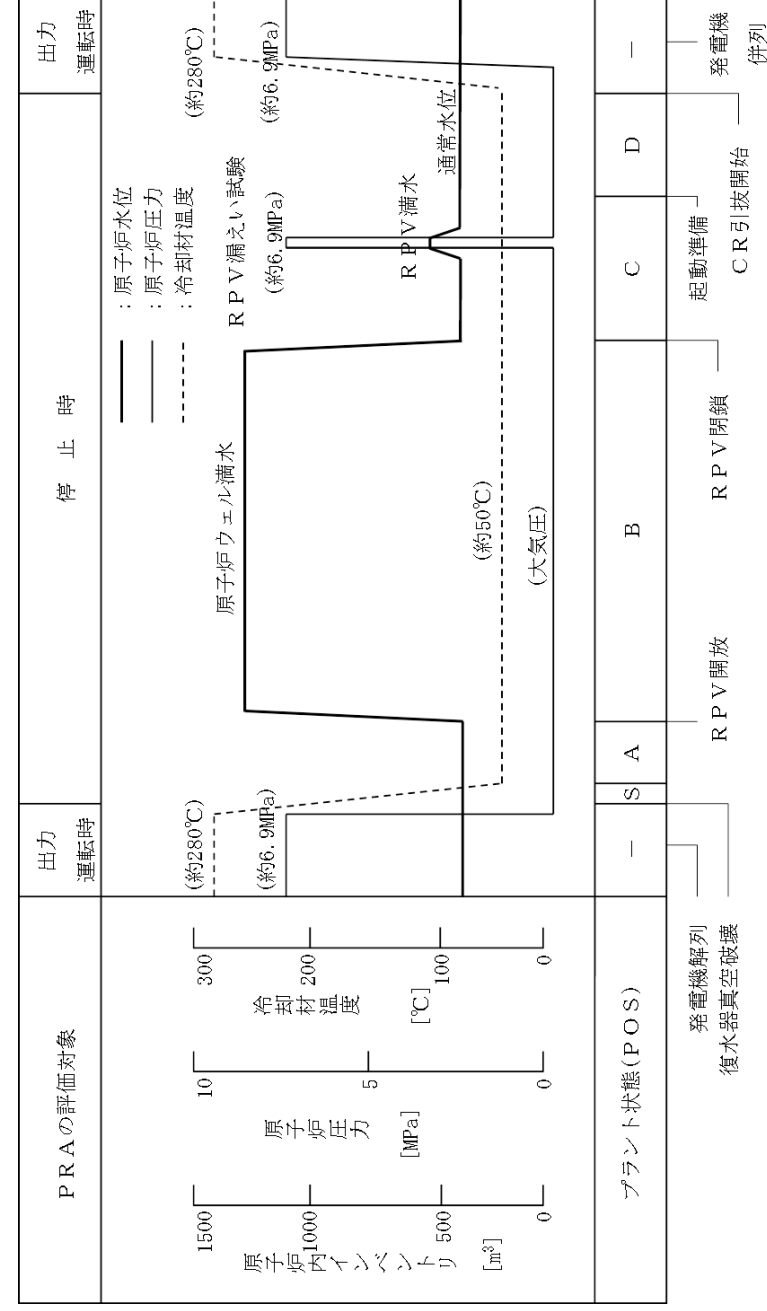 PRAの評価対象
出力
運転時
停 止 時
出力
運転時
原子炉内インベントリ
[m³]
1500
1000
500
0
原子炉圧力
[MPa]
10
5
0
冷却材温度
[℃]
300
200
100
0
(約280℃)
(約6.9MPa)
原子炉ウェル満水
(約50℃)
(大気圧)
：原子炉水位
：原子炉圧力
：冷却材温度
RPV漏えい試験
(約6.9MPa)
RPV満水
通常水位
(約280℃)
(約6.9MPa)
プラント状態(POS)
－
S
A
B
C
D
－
発電機解列
復水器真空破壊
RPV開放
RPV閉鎖
起動準備
CR引抜開始
発電機
併列